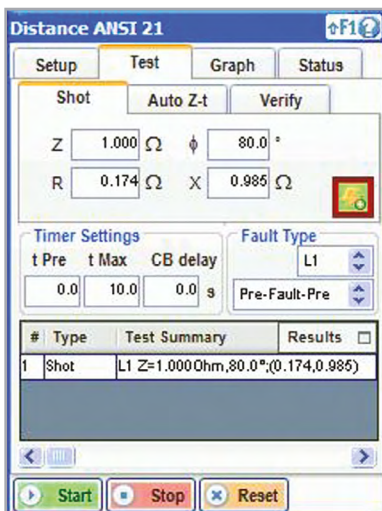 Distance ANSI 21 F1 ?
Setup Test Graph Status
Shot Auto Z-t Verify
Z 1.000 Ω ϕ 80.0 °
R 0.174 Ω X 0.985 Ω
Timer Settings Fault Type
t Pre t Max CB delay L1
0.0 10.0 0.0 s Pre-Fault-Pre
# Type Test Summary Results
1 Shot L1 Z=1.000Ohm,80.0°;(0.174,0.985)
Start Stop Reset